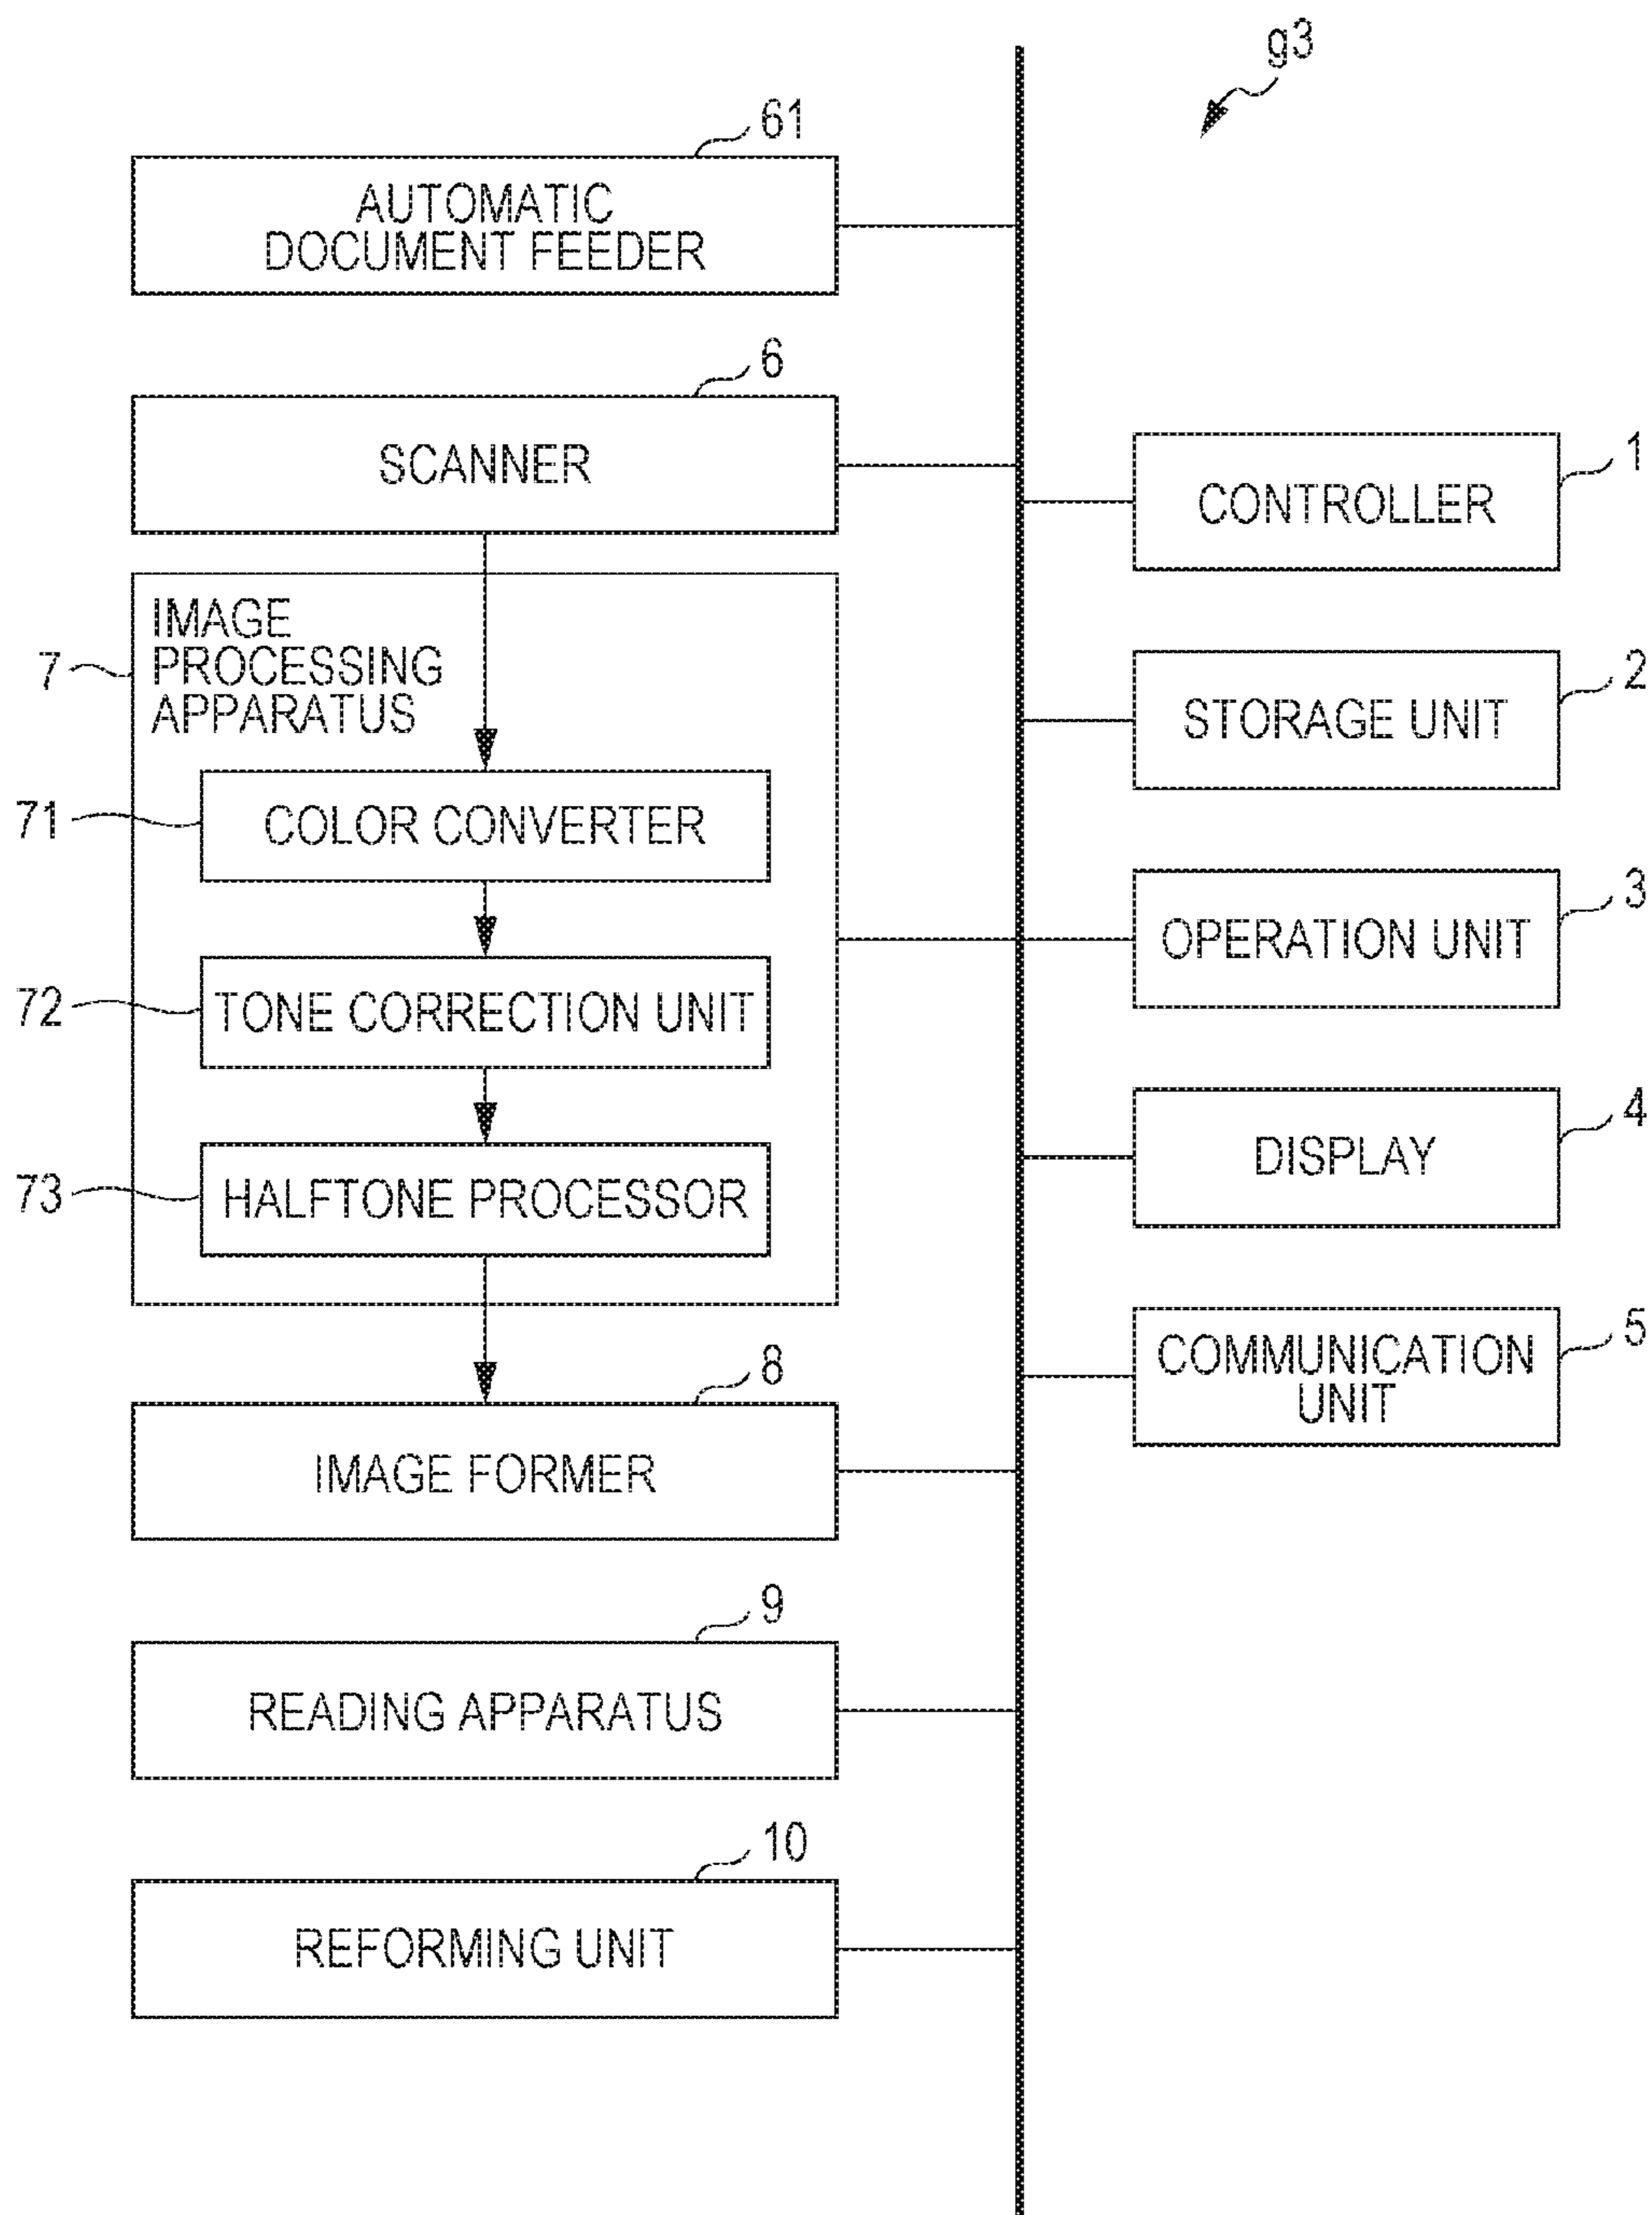 g3
61
AUTOMATIC
DOCUMENT FEEDER
6
SCANNER
1
CONTROLLER
IMAGE
PROCESSING
APPARATUS
7
2
STORAGE UNIT
71
COLOR CONVERTER
3
OPERATION UNIT
72
TONE CORRECTION UNIT
4
DISPLAY
73
HALFTONE PROCESSOR
5
COMMUNICATION
UNIT
8
IMAGE FORMER
9
READING APPARATUS
10
REFORMING UNIT